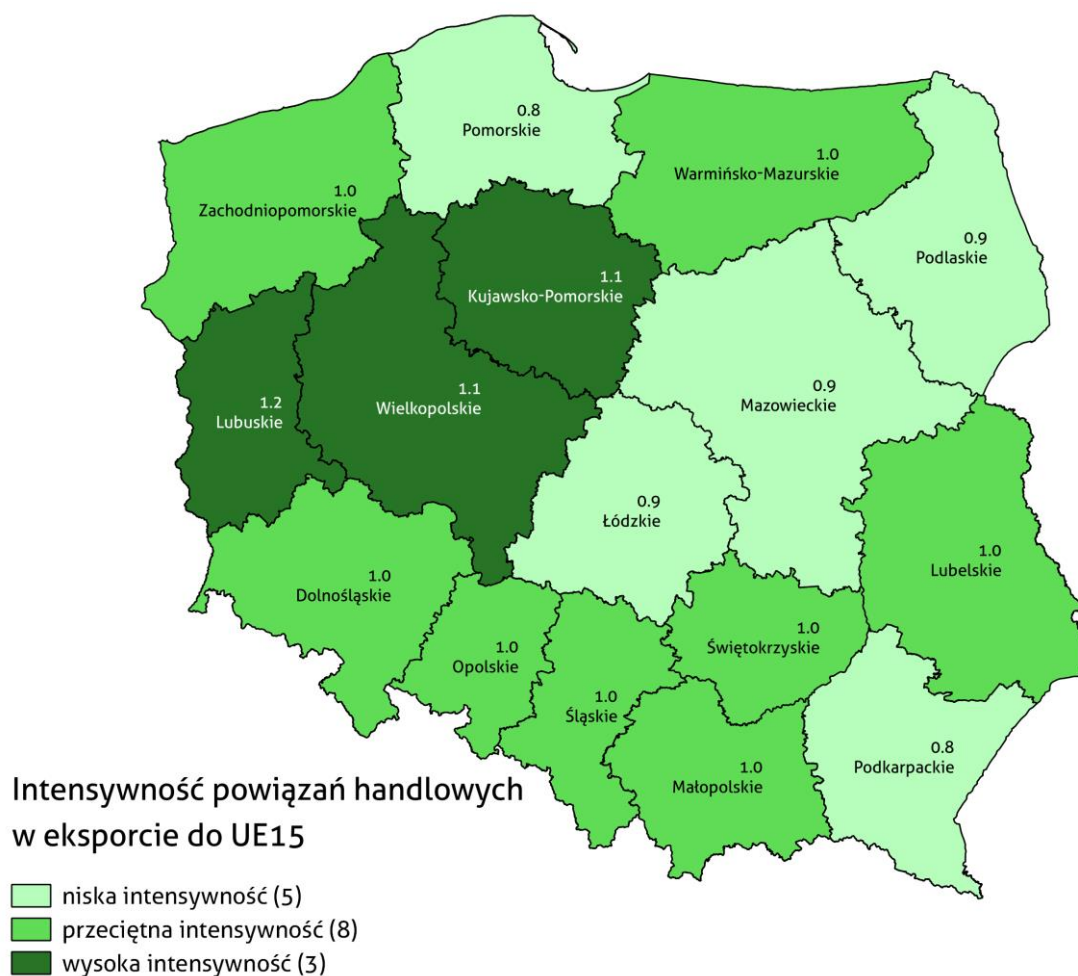 0.8
Pomorskie
1.0
Warmińsko-Mazurskie
1.0
Zachodniopomorskie
0.9
Podlaskie
1.1
Kujawsko-Pomorskie
0.9
Mazowieckie
1.2
Lubuskie
1.1
Wielkopolskie
0.9
Łódzkie
1.0
Lubelskie
1.0
Dolnośląskie
1.0
Opolskie
1.0
Świętokrzyskie
1.0
Śląskie
1.0
Małopolskie
0.8
Podkarpackie
Intensywność powiązań handlowych
w eksporcie do UE15
niska intensywność (5)
przeciętna intensywność (8)
wysoka intensywność (3)